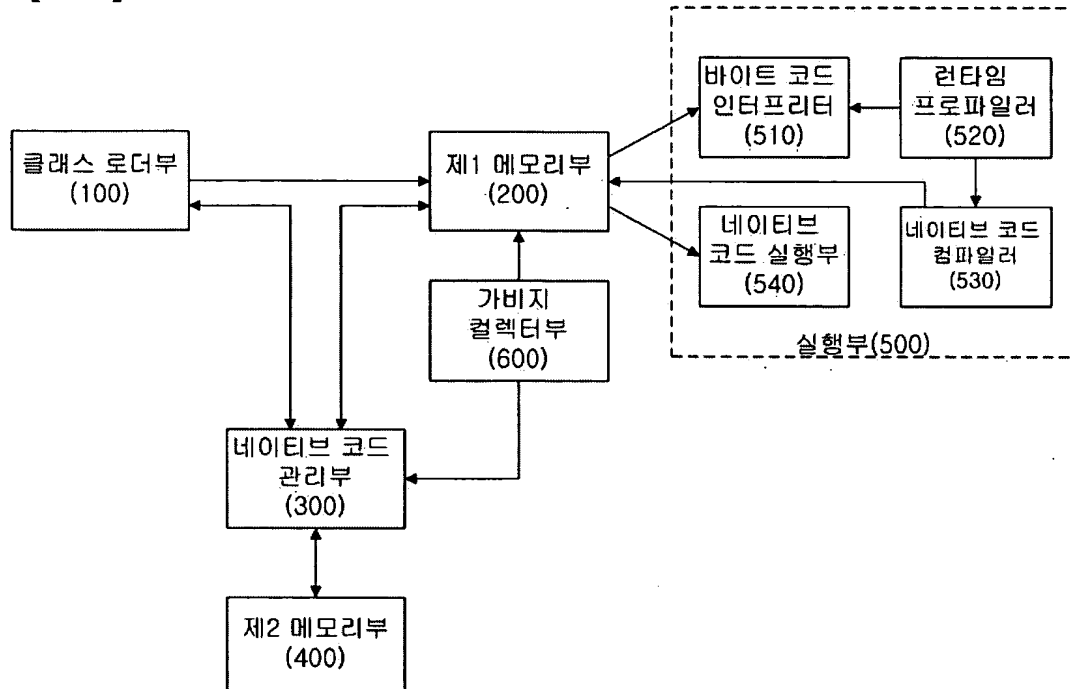 바이트 코드
인터프리터
(510)
런타임
프로파일러
(520)
클래스 로더부
(100)
제1 메모리부
(200)
네이티브
코드 실행부
(540)
네이티브 코드
컴파일러
(530)
실행부(500)
가비지
컬렉터부
(600)
네이티브 코드
관리부
(300)
제2 메모리부
(400)